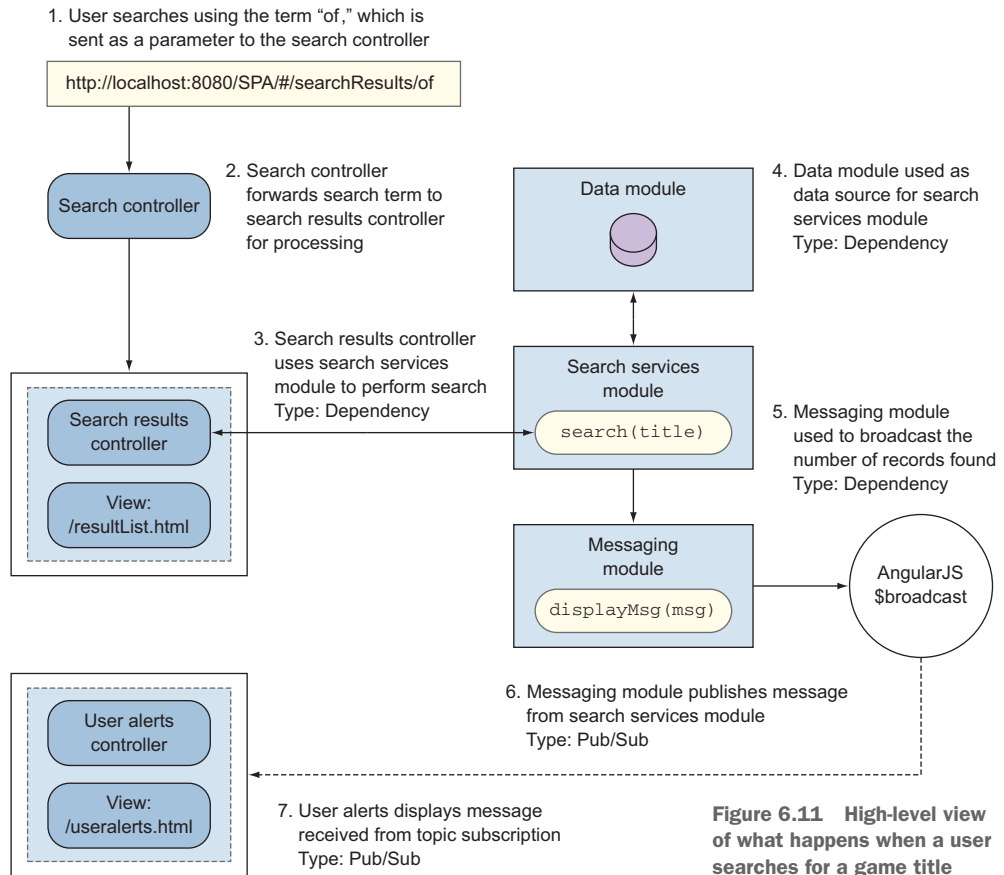 1. User searches using the term “of,” which is
sent as a parameter to the search controller
http://localhost:8080/SPA/#/searchResults/of
Search controller
2. Search controller
forwards search term to
search results controller
for processing
Data module
4. Data module used as
data source for search
services module
Type: Dependency
3. Search results controller
uses search services
module to perform search
Type: Dependency
Search services
module
search(title)
5. Messaging module
used to broadcast the
number of records found
Type: Dependency
Search results
controller
View:
/resultList.html
Messaging
module
displayMsg(msg)
AngularJS
$broadcast
6. Messaging module publishes message
from search services module
Type: Pub/Sub
User alerts
controller
View:
/useralerts.html
7. User alerts displays message
received from topic subscription
Type: Pub/Sub
Figure 6.11 High-level view
of what happens when a user
searches for a game title